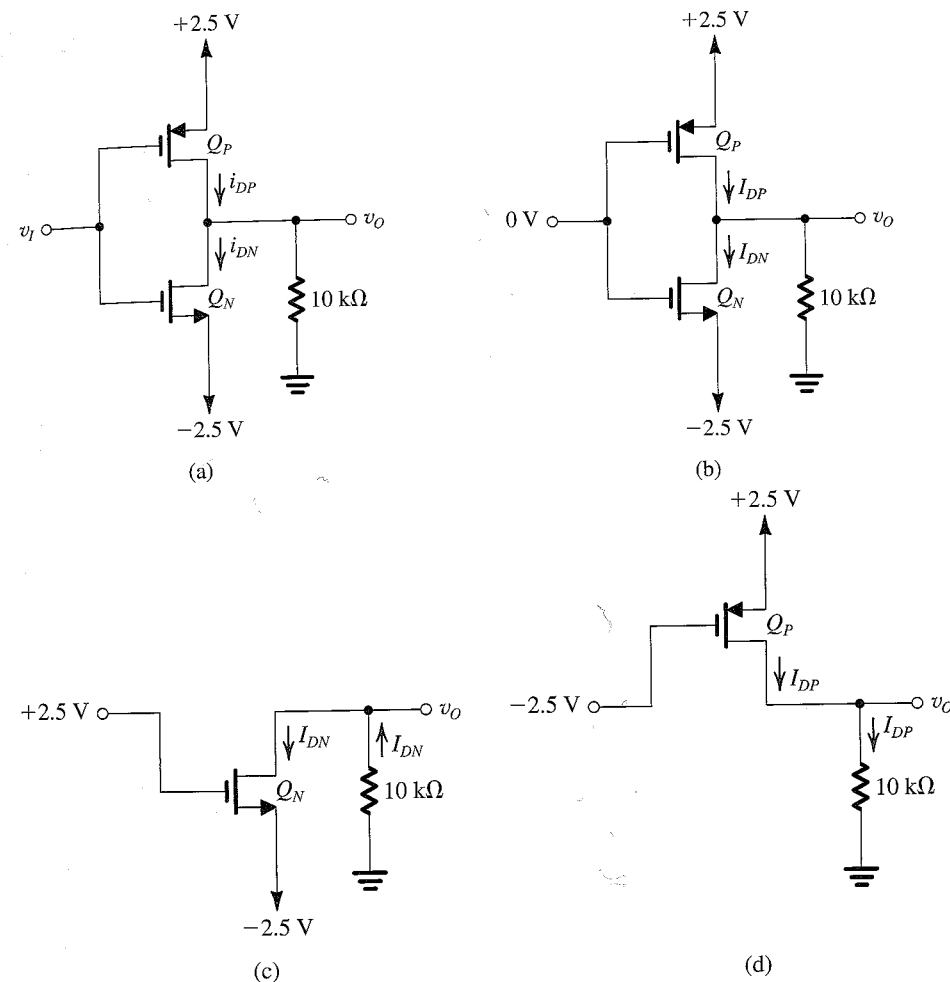 +2.5 V
+2.5 V
Q_P
Q_P
i_DP
I_DP
v_I
v_O
0 V
v_O
i_DN
I_DN
Q_N
10 kΩ
Q_N
10 kΩ
−2.5 V
−2.5 V
(a)
(b)
+2.5 V
Q_P
I_DP
+2.5 V
v_O
−2.5 V
v_O
I_DN
I_DN
I_DP
Q_N
10 kΩ
10 kΩ
−2.5 V
(c)
(d)